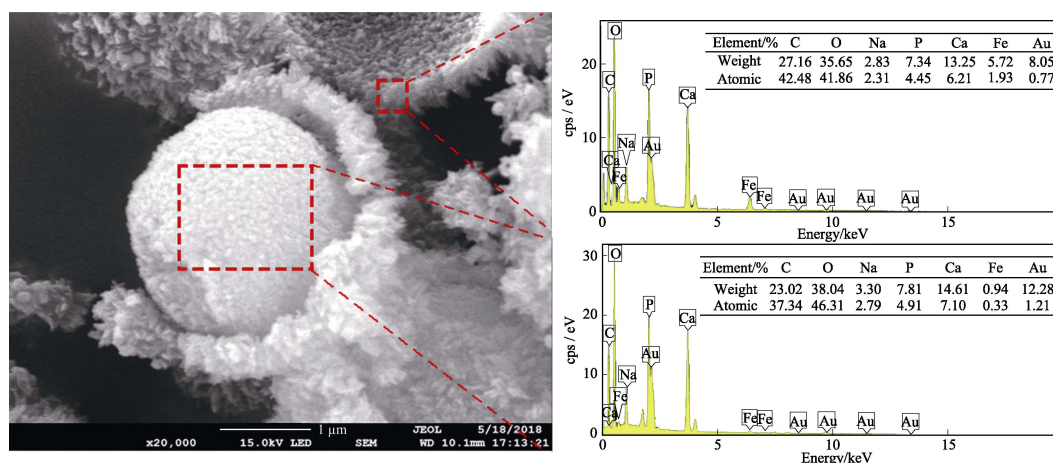 1 μm JEOL 5/18/2018
x20,000 15.0kV LED SEM WD 10.1mm 17:13:21
Element/% C O Na P Ca Fe Au
Weight 27.16 35.65 2.83 7.34 13.25 5.72 8.05
Atomic 42.48 41.86 2.31 4.45 6.21 1.93 0.77
cps / eV
20
10
0
O
C
P
Ca
Na
Au
Ca
Fe
Fe
Fe
Au
Au
Au
Au
0 5 10 15
Energy/keV
Element/% C O Na P Ca Fe Au
Weight 23.02 38.04 3.30 7.81 14.61 0.94 12.28
Atomic 37.34 46.31 2.79 4.91 7.10 0.33 1.21
cps / eV
30
20
10
0
O
P
Ca
C
Au
Na
Fe
Ca
Fe
Fe
Au
Au
Au
Au
0 5 10 15
Energy/keV